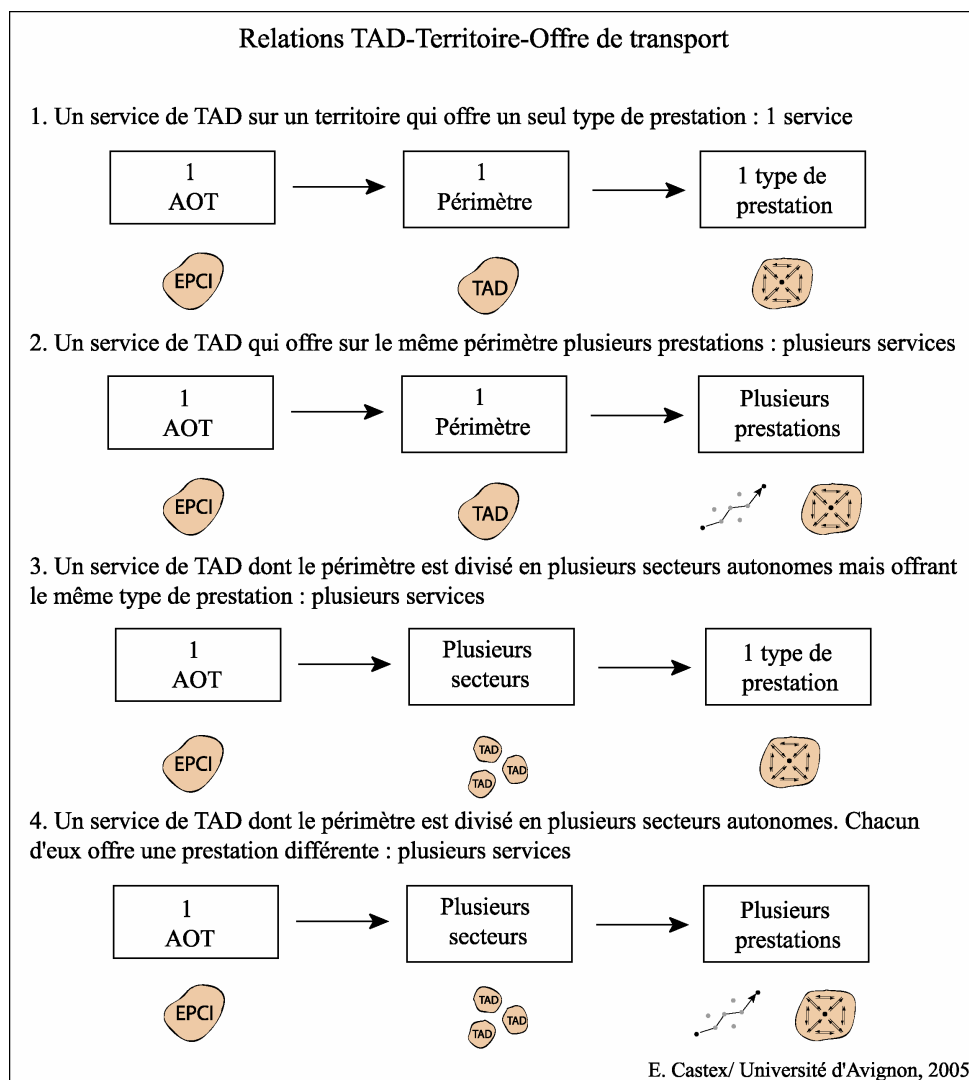 Relations TAD-Territoire-Offre de transport
1. Un service de TAD sur un territoire qui offre un seul type de prestation : 1 service
1
AOT
1
Périmètre
1 type de
prestation
EPCI
TAD
2. Un service de TAD qui offre sur le même périmètre plusieurs prestations : plusieurs services
1
AOT
1
Périmètre
Plusieurs
prestations
EPCI
TAD
3. Un service de TAD dont le périmètre est divisé en plusieurs secteurs autonomes mais offrant
le même type de prestation : plusieurs services
1
AOT
Plusieurs
secteurs
1 type de
prestation
EPCI
TAD
TAD
TAD
4. Un service de TAD dont le périmètre est divisé en plusieurs secteurs autonomes. Chacun
d'eux offre une prestation différente : plusieurs services
1
AOT
Plusieurs
secteurs
Plusieurs
prestations
EPCI
TAD
TAD
TAD
E. Castex/ Université d'Avignon, 2005